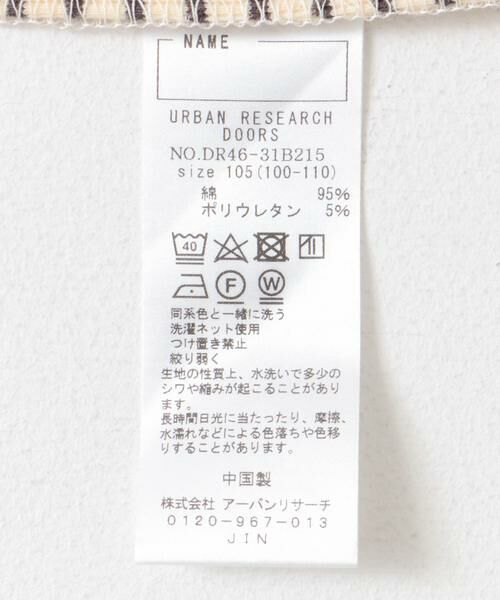 NAME
URBAN RESEARCH
DOORS
NO.DR46-31B215
size 105(100-110)
綿 95%
ポリウレタン 5%
40
F W
同系色と一緒に洗う
洗濯ネット使用
つけ置き禁止
絞り弱く
生地の性質上、水洗いで多少の
シワや縮みが起こることがあり
ます。
長時間日光に当たったり、摩擦、
水濡れなどによる色落ちや色移
りすることがあります。
中国製
株式会社 アーバンリサーチ
0120-967-013
JIN